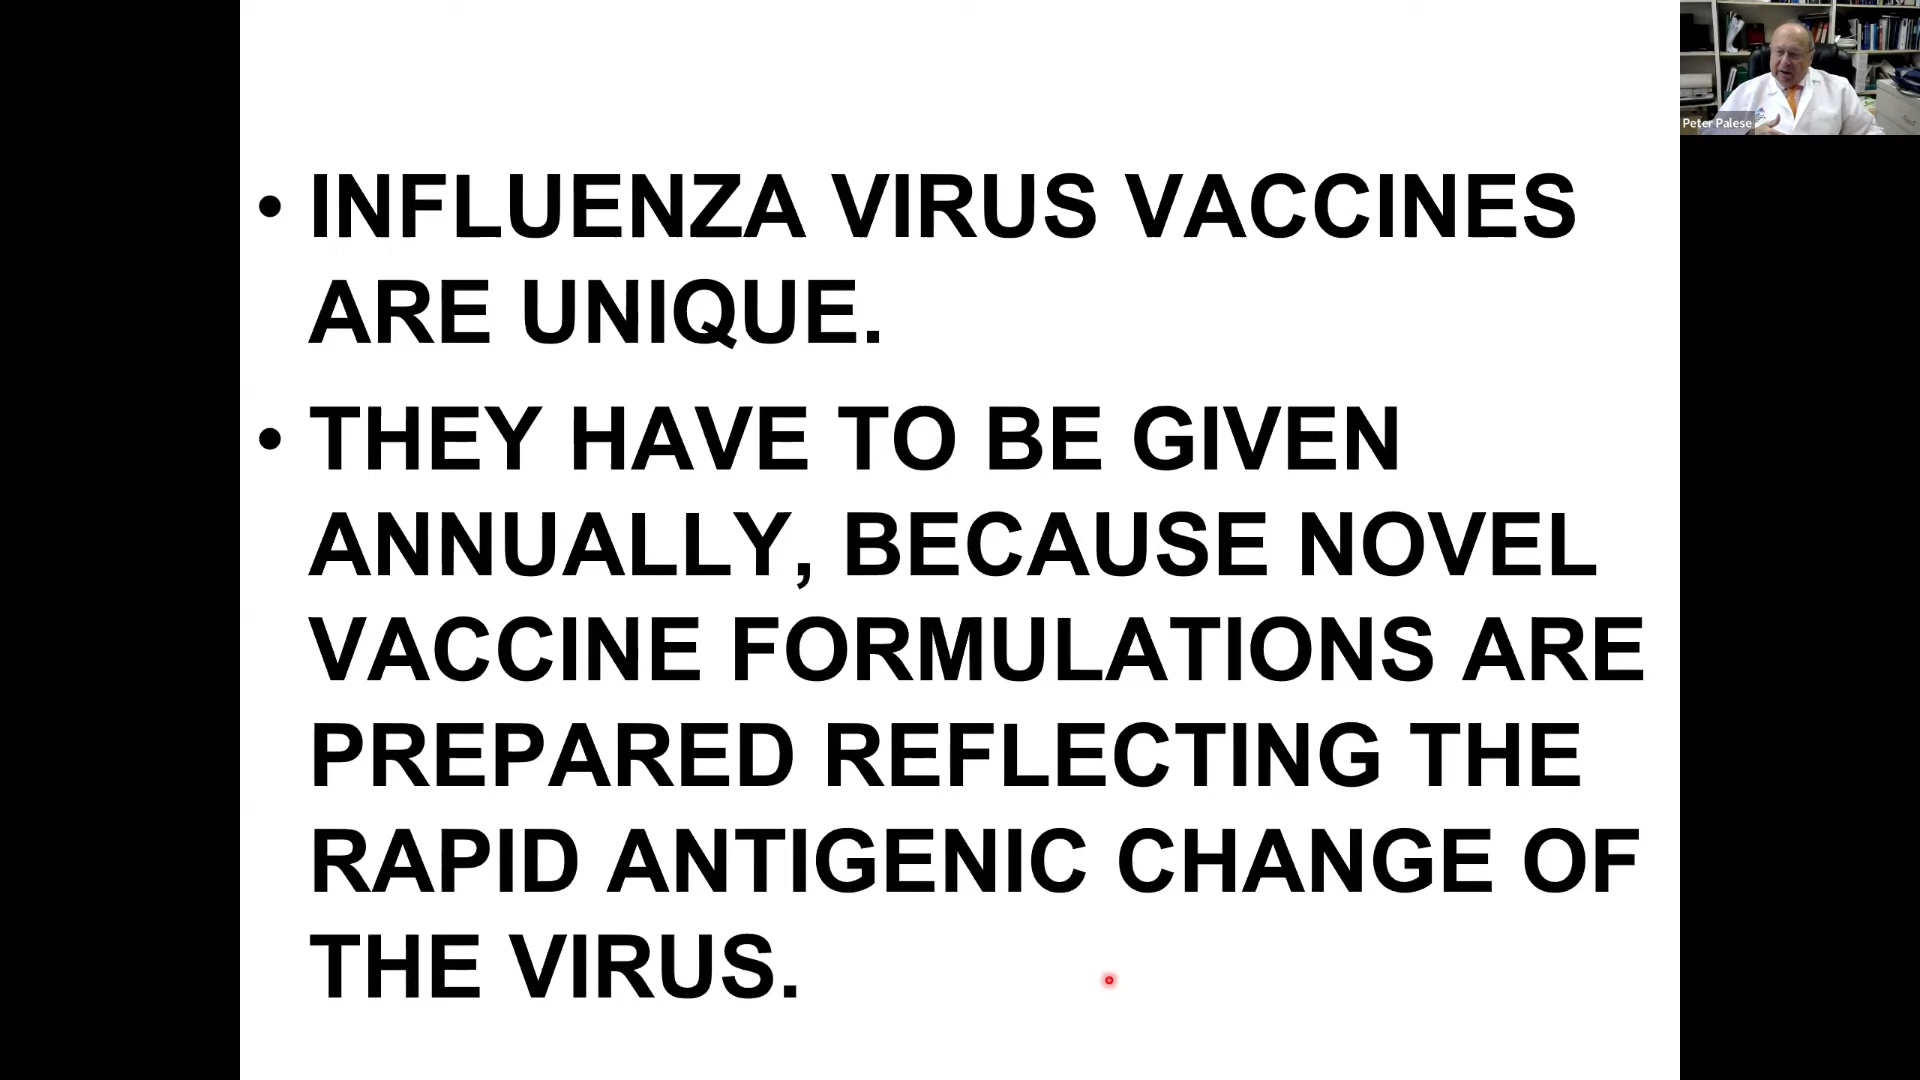 Peter Palese
• INFLUENZA VIRUS VACCINES
ARE UNIQUE.
• THEY HAVE TO BE GIVEN
ANNUALLY, BECAUSE NOVEL
VACCINE FORMULATIONS ARE
PREPARED REFLECTING THE
RAPID ANTIGENIC CHANGE OF
THE VIRUS.